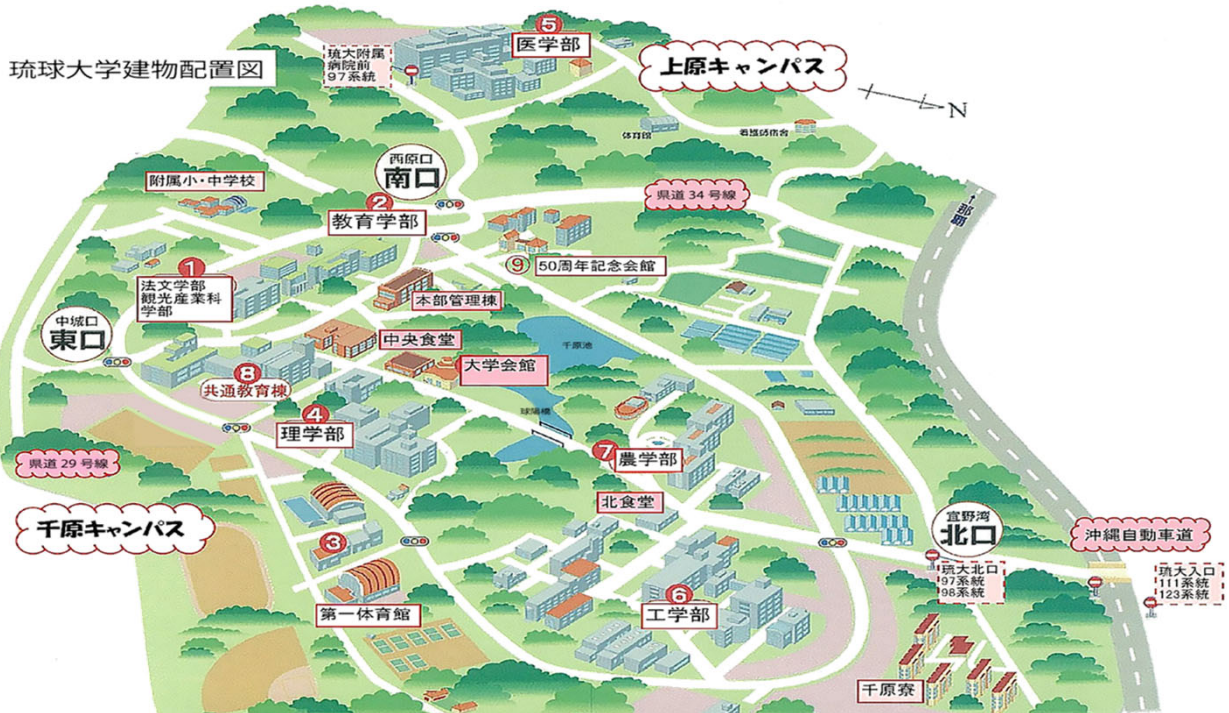 琉球大学建物配置図
琉大附属
病院前
97系統
5
医学部
上原キャンパス
N
体育館
看護師宿舎
西原口
南口
附属小・中学校
2
教育学部
県道34号線
↑那覇
1
法文学部
観光産業科
学部
9
50周年記念会館
本部管理棟
中城口
東口
中央食堂
千原池
大学会館
8
共通教育棟
球陽橋
4
理学部
7
農学部
県道29号線
北食堂
千原キャンパス
宜野湾
北口
沖縄自動車道
3
琉大北口
97系統
98系統
琉大入口
111系統
123系統
第一体育館
6
工学部
千原寮